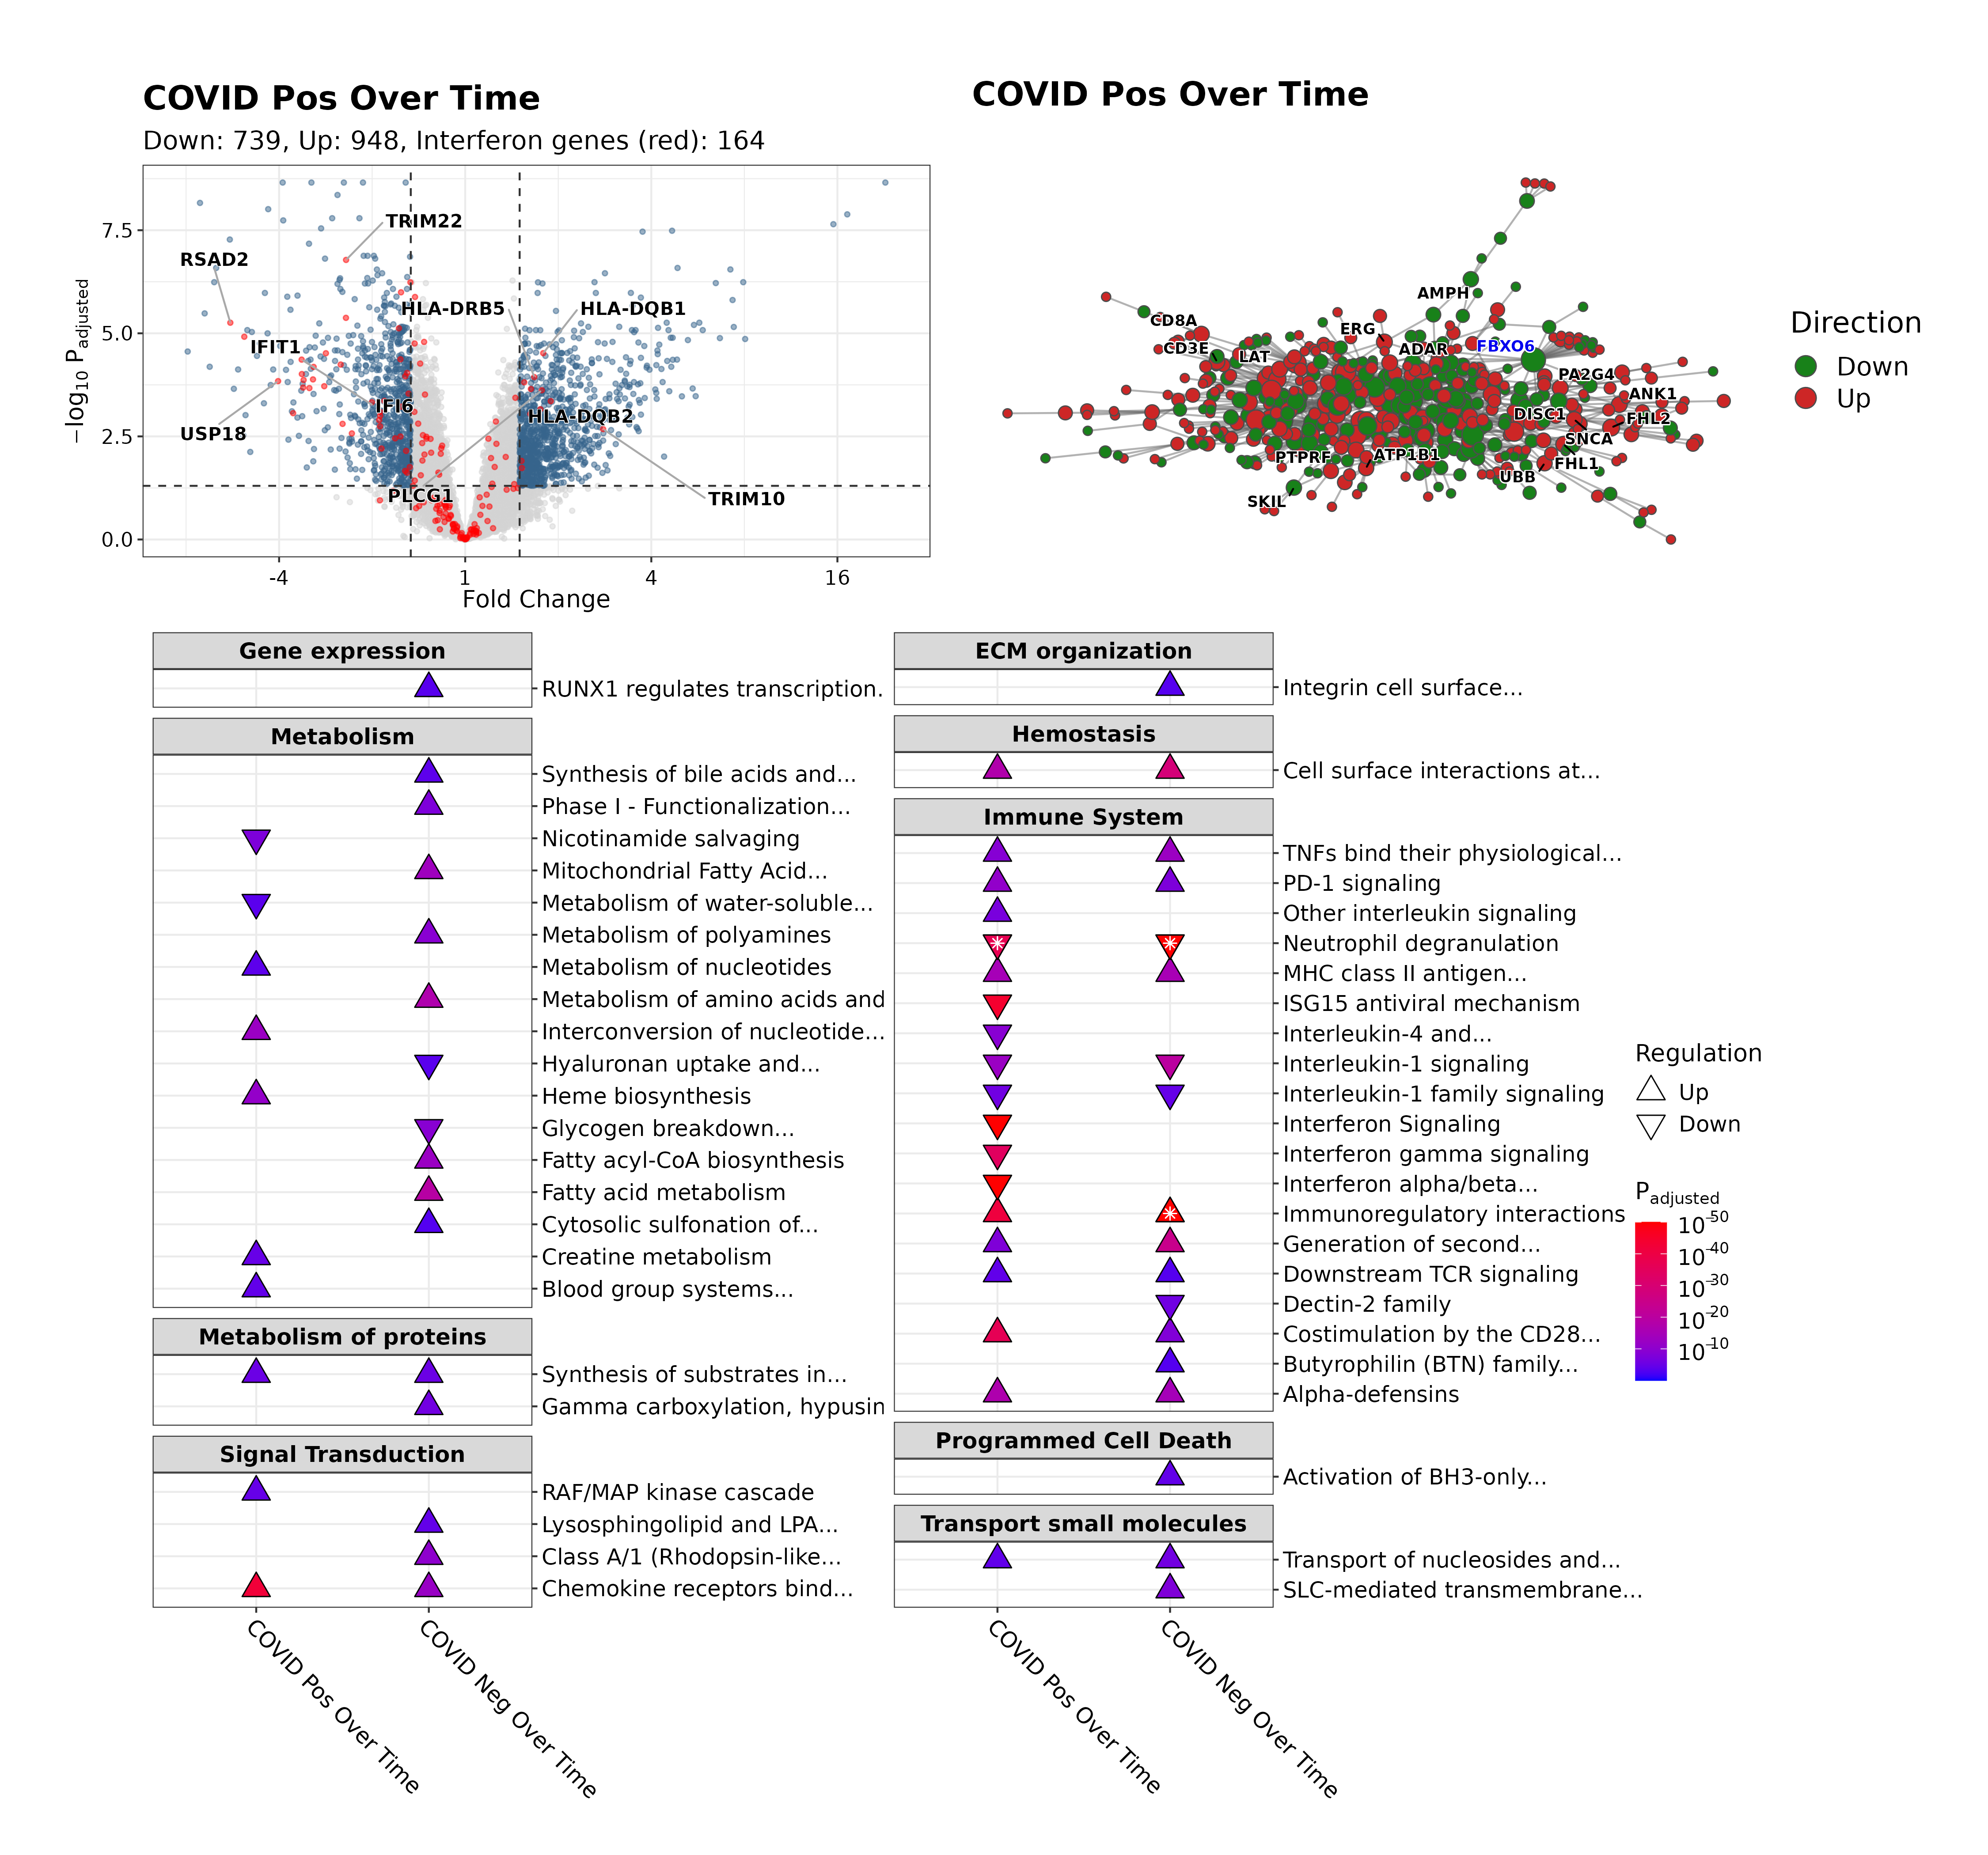 COVID Pos Over Time
Down: 739, Up: 948, Interferon genes (red): 164
−log10 Padjusted
7.5
5.0
2.5
0.0
TRIM22
RSAD2
HLA-DRB5
HLA-DQB1
IFIT1
IFI6
HLA-DQB2
USP18
PLCG1
TRIM10
-4
1
4
16
Fold Change
COVID Pos Over Time
AMPH
CD8A
ERG
CD3E
LAT
ADAR
FBXO6
PA2G4
ANK1
DISC1
FHL2
SNCA
PTPRF
ATP1B1
FHL1
UBB
SKIL
Direction
Down
Up
Gene expression
RUNX1 regulates transcription.
Metabolism
Synthesis of bile acids and...
Phase I - Functionalization...
Nicotinamide salvaging
Mitochondrial Fatty Acid...
Metabolism of water-soluble...
Metabolism of polyamines
Metabolism of nucleotides
Metabolism of amino acids and
Interconversion of nucleotide...
Hyaluronan uptake and...
Heme biosynthesis
Glycogen breakdown...
Fatty acyl-CoA biosynthesis
Fatty acid metabolism
Cytosolic sulfonation of...
Creatine metabolism
Blood group systems...
Metabolism of proteins
Synthesis of substrates in...
Gamma carboxylation, hypusin
Signal Transduction
RAF/MAP kinase cascade
Lysosphingolipid and LPA...
Class A/1 (Rhodopsin-like...
Chemokine receptors bind...
COVID Pos Over Time
COVID Neg Over Time
ECM organization
Integrin cell surface...
Hemostasis
Cell surface interactions at...
Immune System
TNFs bind their physiological...
PD-1 signaling
Other interleukin signaling
Neutrophil degranulation
MHC class II antigen...
ISG15 antiviral mechanism
Interleukin-4 and...
Interleukin-1 signaling
Interleukin-1 family signaling
Interferon Signaling
Interferon gamma signaling
Interferon alpha/beta...
Immunoregulatory interactions
Generation of second...
Downstream TCR signaling
Dectin-2 family
Costimulation by the CD28...
Butyrophilin (BTN) family...
Alpha-defensins
Programmed Cell Death
Activation of BH3-only...
Transport small molecules
Transport of nucleosides and...
SLC-mediated transmembrane...
COVID Pos Over Time
COVID Neg Over Time
Regulation
Up
Down
Padjusted
10−50
10−40
10−30
10−20
10−10